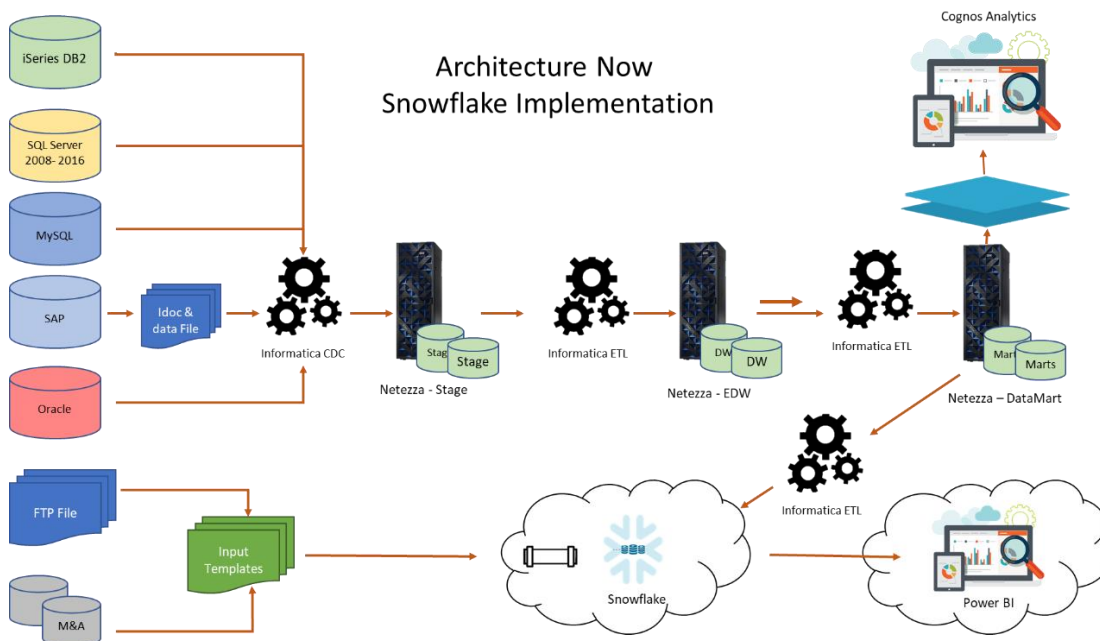 Cognos Analytics
Architecture Now
Snowflake Implementation
iSeries DB2
SQL Server
2008- 2016
MySQL
SAP
Idoc &
data File
Oracle
Informatica CDC
Stag
Stage
Netezza - Stage
Informatica ETL
DW
DW
Netezza - EDW
Informatica ETL
Mart
Marts
Netezza – DataMart
Informatica ETL
FTP File
Input
Templates
M&A
Snowflake
Power BI